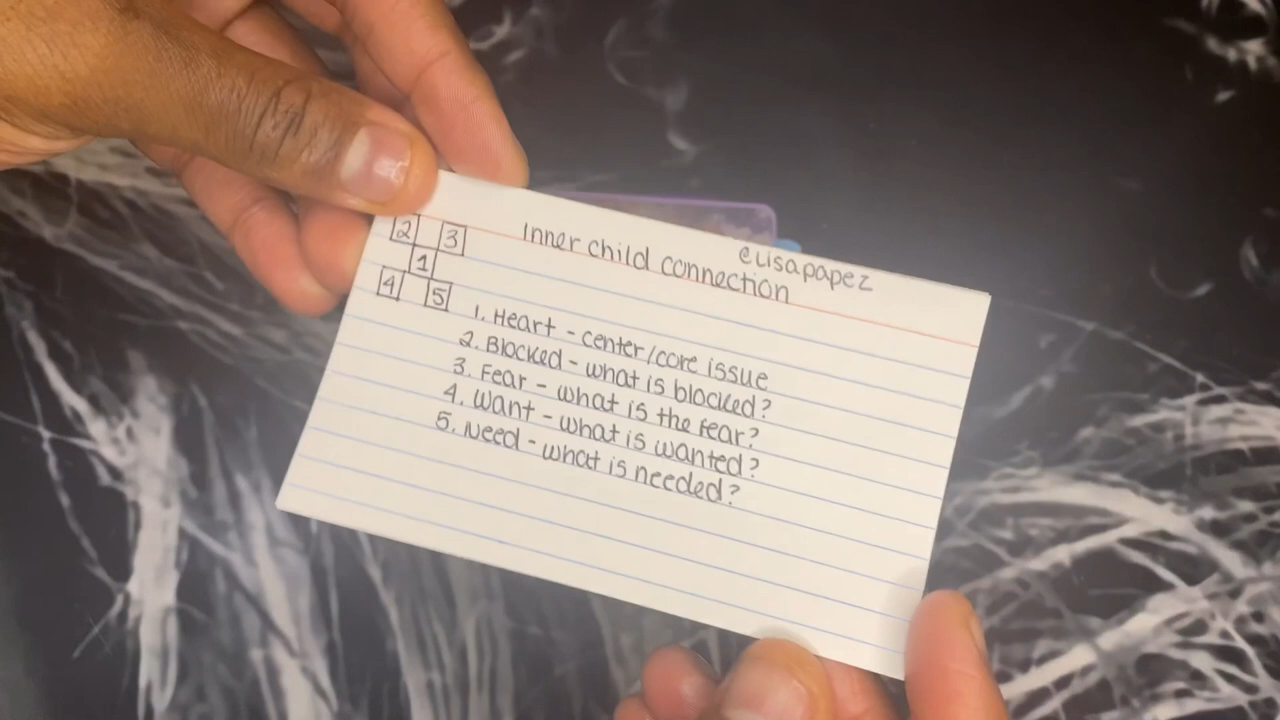 2 3
1
4 5
Inner child connection
elisapapez
1. Heart - center/core issue
2. Blocked - what is blocked?
3. Fear - what is the fear?
4. Want - what is wanted?
5. Need - what is needed?